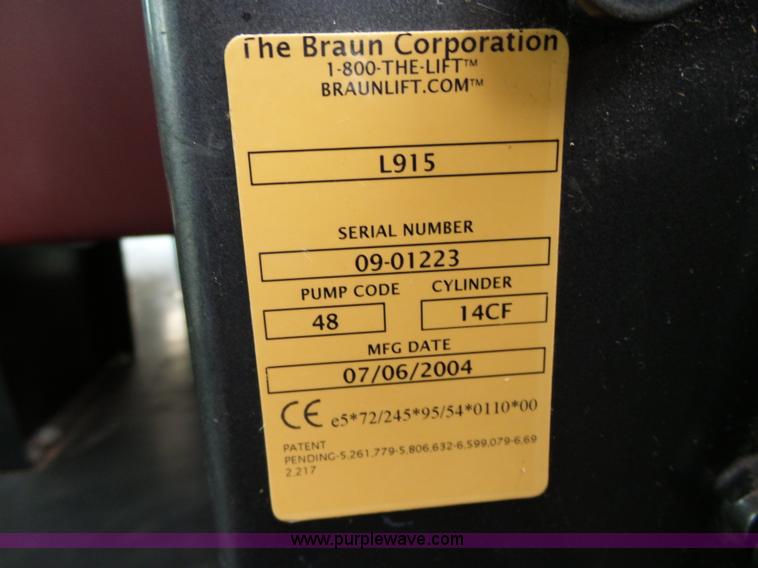 The Braun Corporation
1-800-THE-LIFT™
BRAUNLIFT.COM™
L915
SERIAL NUMBER
09-01223
PUMP CODE CYLINDER
48 14CF
MFG DATE
07/06/2004
CE e5*72/245*95/54*0110*00
PATENT
PENDING-5,261,779-5,806,632-6,599,079-6,69
2,217
www.purplewave.com